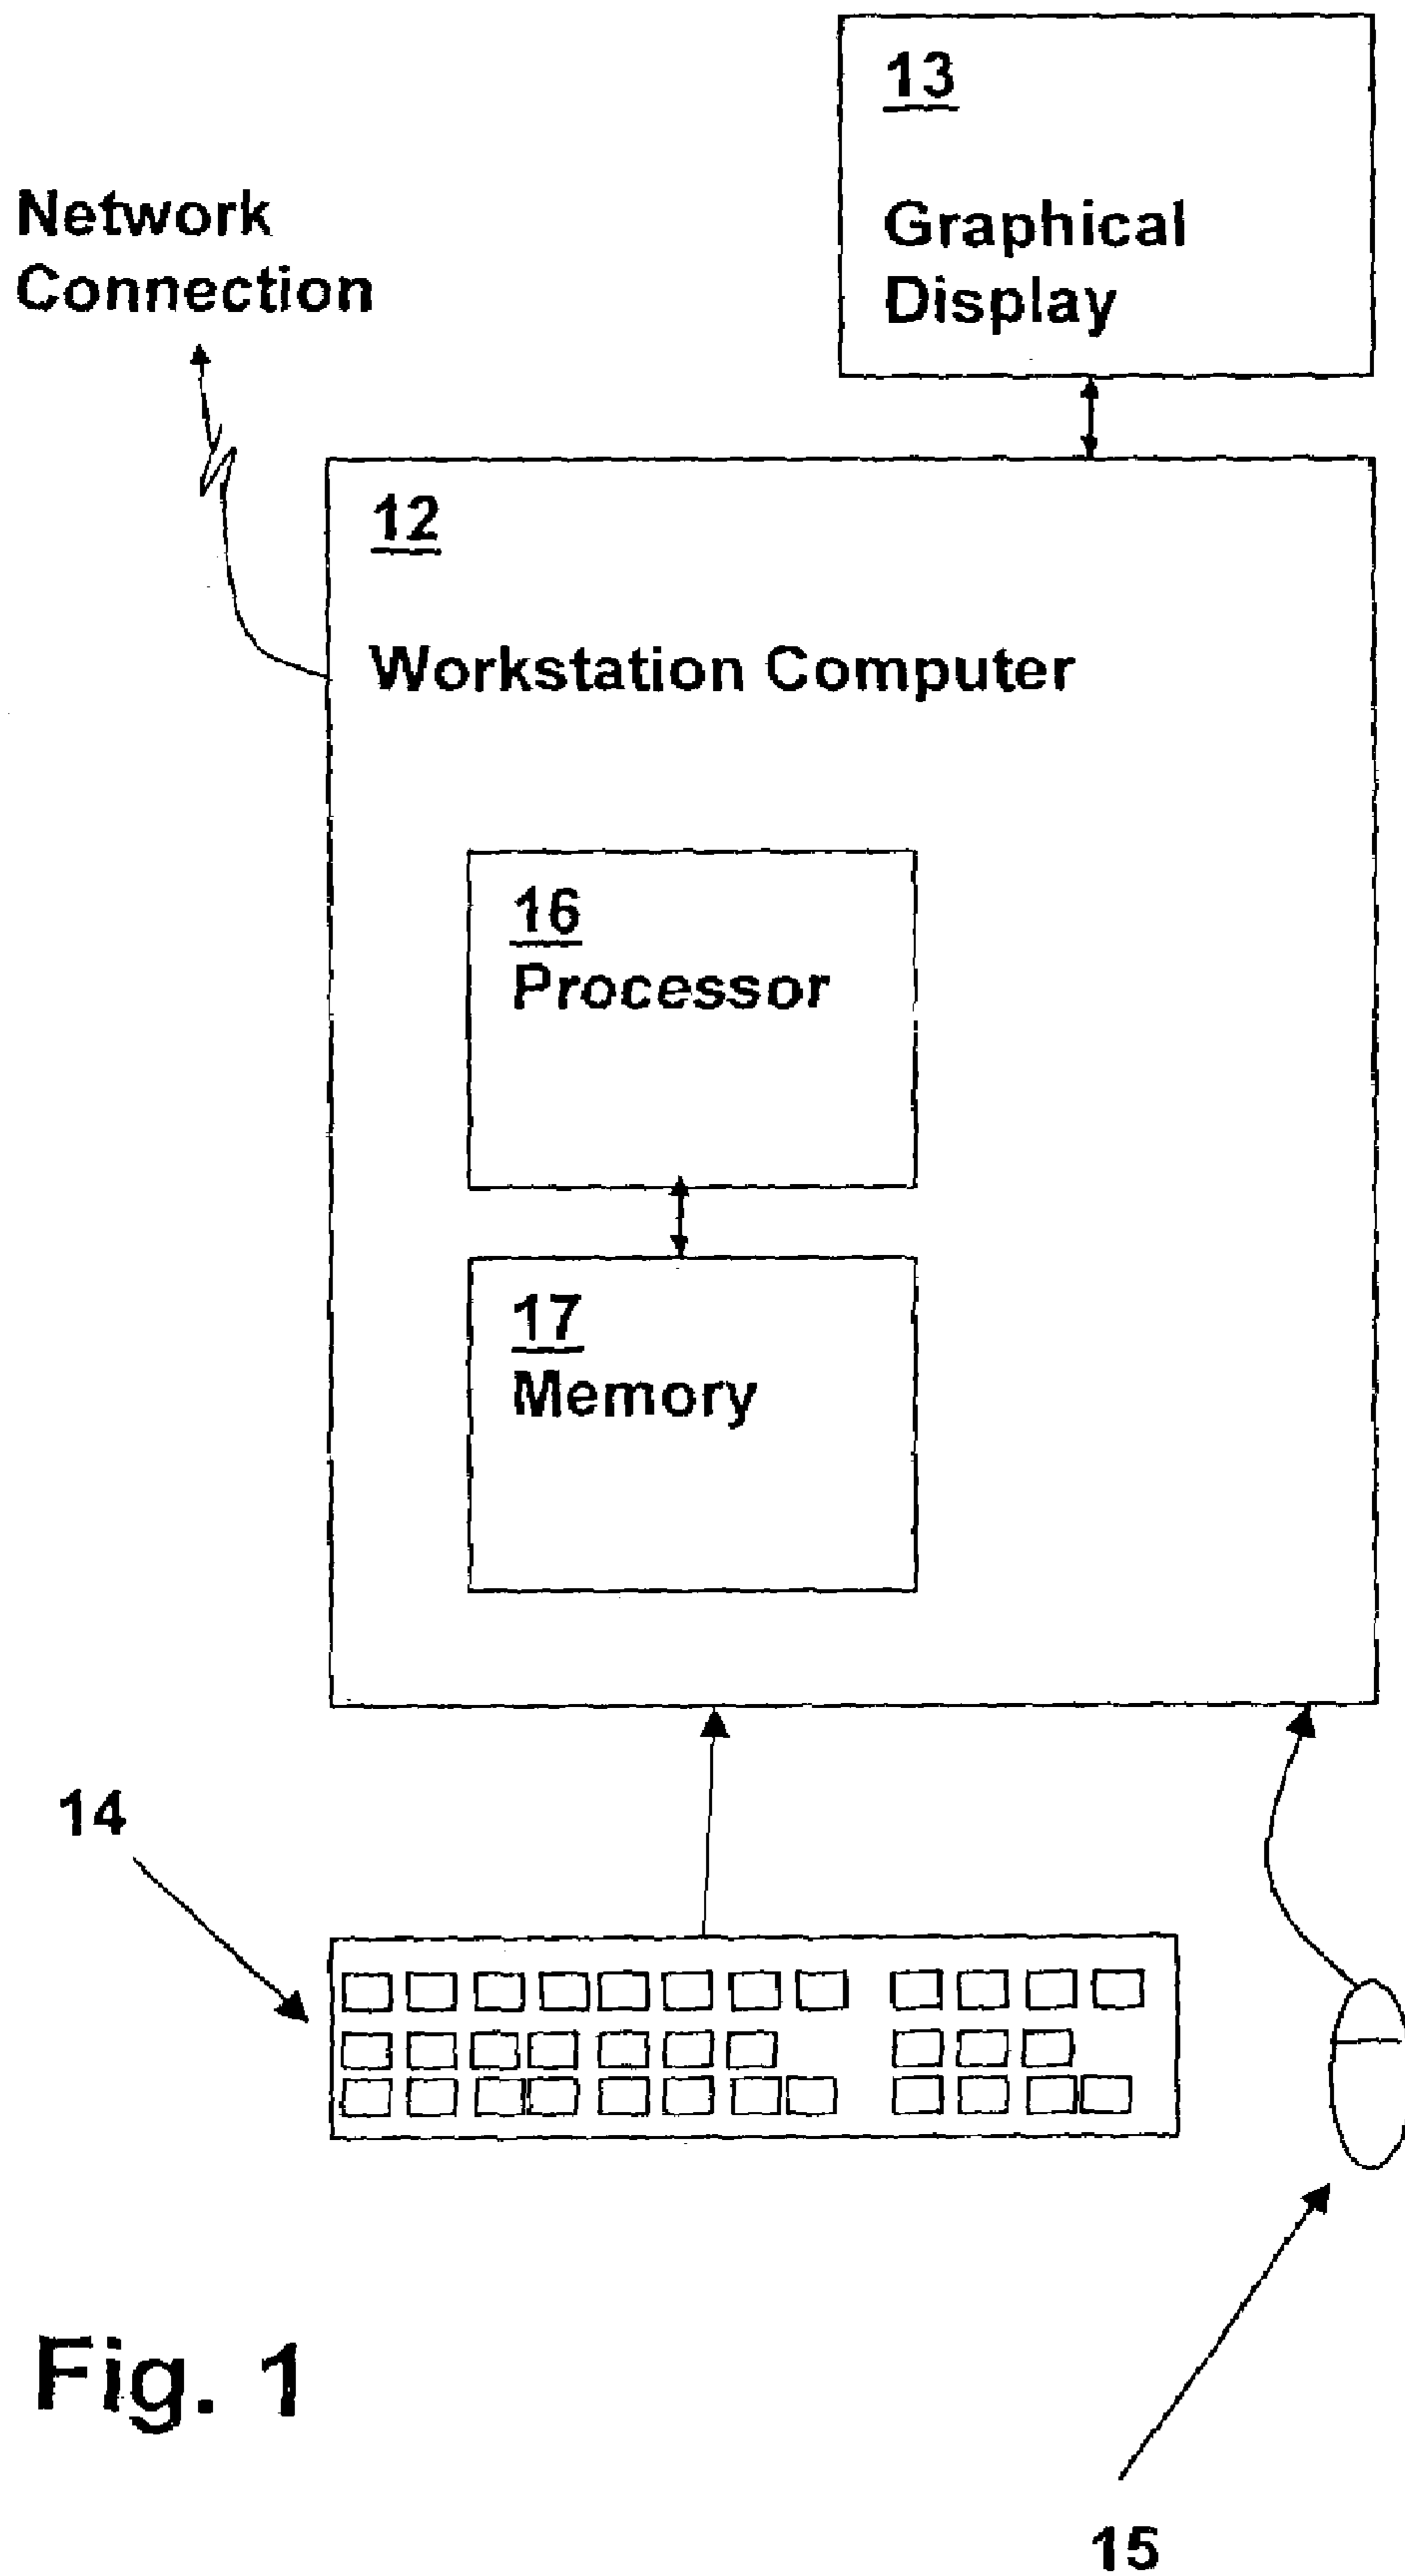 13
Graphical
Display
Network
Connection
12
Workstation Computer
16
Processor
17
Memory
14
Fig. 1
15